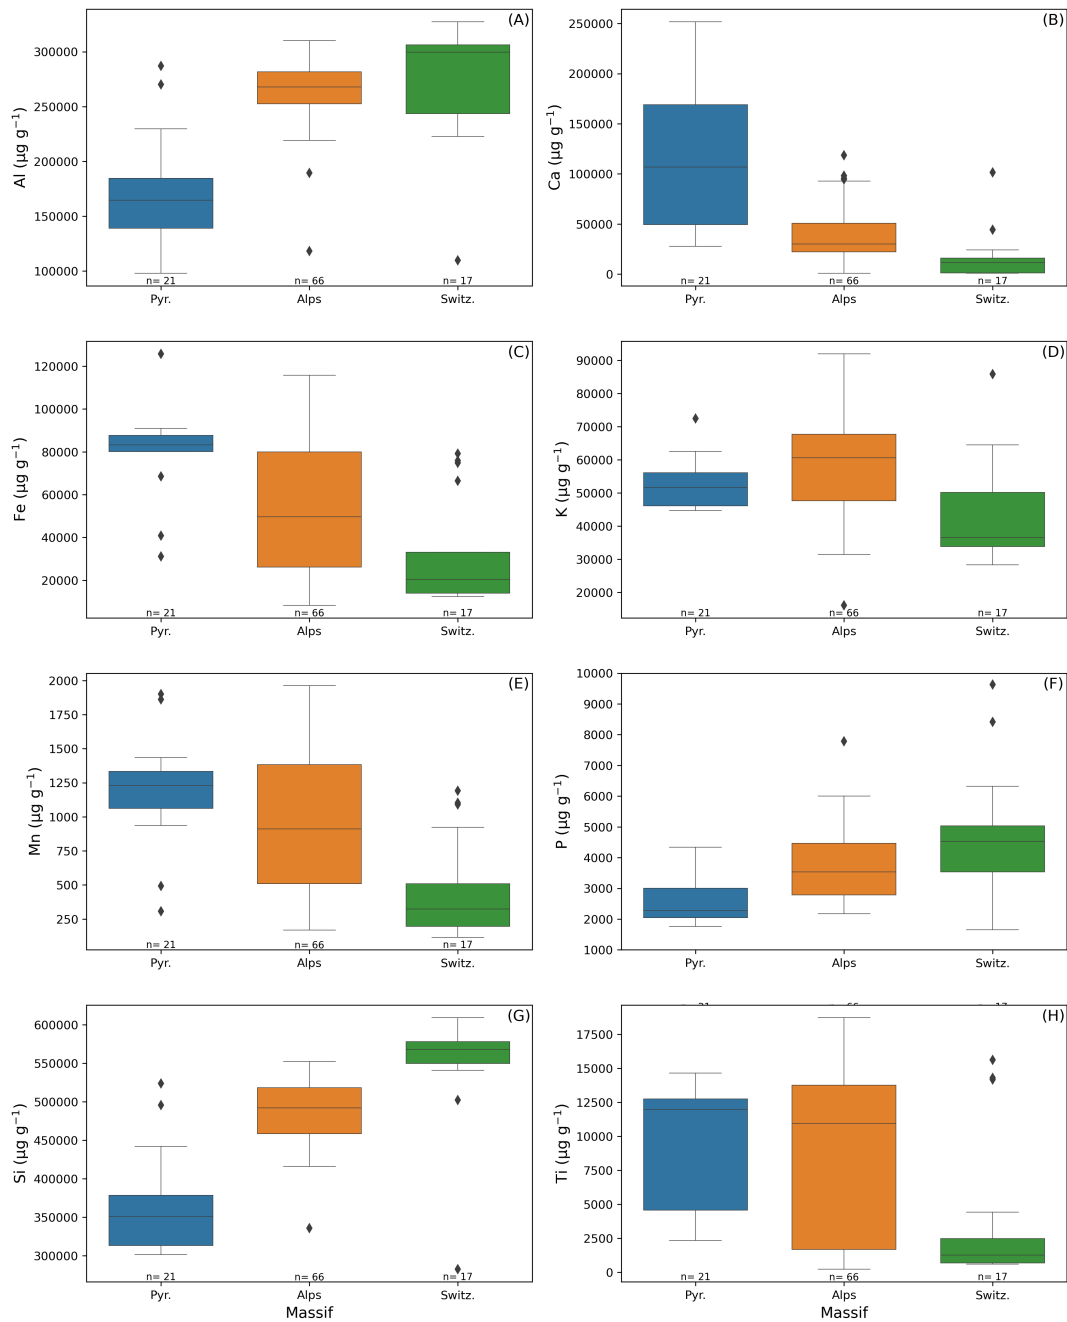 (A)
300000
250000
200000
150000
100000
Al (µg g⁻¹)
n= 21
n= 66
n= 17
Pyr.
Alps
Switz.
(B)
250000
200000
150000
100000
50000
0
Ca (µg g⁻¹)
n= 21
n= 66
n= 17
Pyr.
Alps
Switz.
(C)
120000
100000
80000
60000
40000
20000
Fe (µg g⁻¹)
n= 21
n= 66
n= 17
Pyr.
Alps
Switz.
(D)
90000
80000
70000
60000
50000
40000
30000
20000
K (µg g⁻¹)
n= 21
n= 66
n= 17
Pyr.
Alps
Switz.
(E)
2000
1750
1500
1250
1000
750
500
250
Mn (µg g⁻¹)
n= 21
n= 66
n= 17
Pyr.
Alps
Switz.
(F)
10000
9000
8000
7000
6000
5000
4000
3000
2000
1000
P (µg g⁻¹)
Pyr.
Alps
Switz.
(G)
600000
550000
500000
450000
400000
350000
300000
Si (µg g⁻¹)
n= 21
n= 66
n= 17
Pyr.
Alps
Switz.
Massif
n= 21
n= 66
n= 17
(H)
17500
15000
12500
10000
7500
5000
2500
0
Ti (µg g⁻¹)
n= 21
n= 66
n= 17
Pyr.
Alps
Switz.
Massif